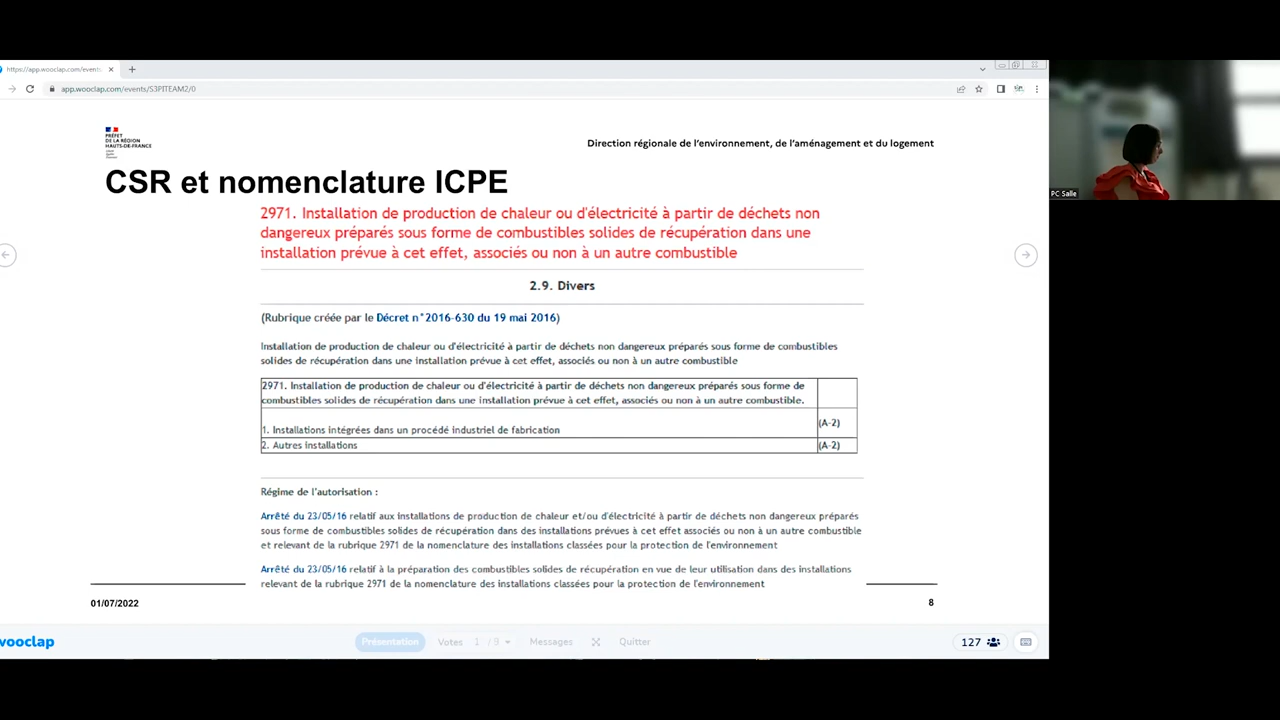 https://app.wooclap.com/event
app.wooclap.com/events/S3PITEAM2/0
PRÉFET
DE LA RÉGION
HAUTS-DE-FRANCE
Direction régionale de l'environnement, de l'aménagement et du logement
PC Salle
CSR et nomenclature ICPE
2971. Installation de production de chaleur ou d'électricité à partir de déchets non
dangereux préparés sous forme de combustibles solides de récupération dans une
installation prévue à cet effet, associés ou non à un autre combustible
2.9. Divers
(Rubrique créée par le Décret n°2016-630 du 19 mai 2016)
Installation de production de chaleur ou d'électricité à partir de déchets non dangereux préparés sous forme de combustibles
solides de récupération dans une installation prévue à cet effet, associés ou non à un autre combustible
2971. Installation de production de chaleur ou d'électricité à partir de déchets non dangereux préparés sous forme de
combustibles solides de récupération dans une installation prévue à cet effet, associés ou non à un autre combustible.
1. Installations intégrées dans un procédé industriel de fabrication (A-2)
2. Autres installations (A-2)
Régime de l'autorisation :
Arrêté du 23/05/16 relatif aux installations de production de chaleur et/ou d'électricité à partir de déchets non dangereux préparés
sous forme de combustibles solides de récupération dans des installations prévues à cet effet associés ou non à un autre combustible
et relevant de la rubrique 2971 de la nomenclature des installations classées pour la protection de l'environnement
Arrêté du 23/05/16 relatif à la préparation des combustibles solides de récupération en vue de leur utilisation dans des installations
relevant de la rubrique 2971 de la nomenclature des installations classées pour la protection de l'environnement
01/07/2022 8
wooclap Présentation Votes 1 / 9 Messages Quitter 127